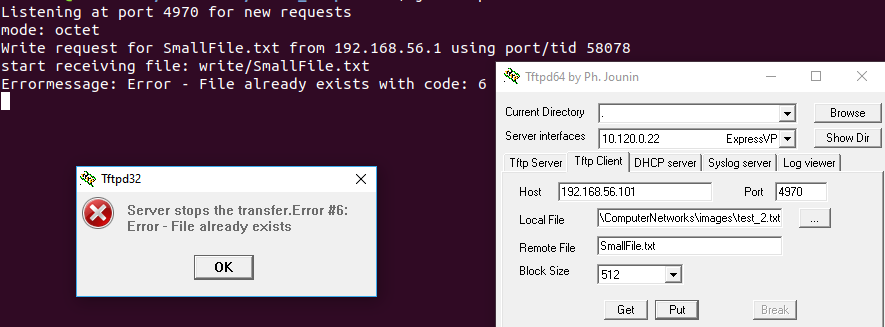 Listening at port 4970 for new requests
mode: octet
Write request for SmallFile.txt from 192.168.56.1 using port/tid 58078
start receiving file: write/SmallFile.txt
Errormessage: Error - File already exists with code: 6
Tftpd32
Server stops the transfer.Error #6:
Error - File already exists
OK
Tftpd64 by Ph. Jounin
Current Directory . Browse
Server interfaces 10.120.0.22 ExpressVP Show Dir
Tftp Server Tftp Client DHCP server Syslog server Log viewer
Host 192.168.56.101 Port 4970
Local File \ComputerNetworks\images\test_2.txt ...
Remote File SmallFile.txt
Block Size 512
Get Put Break